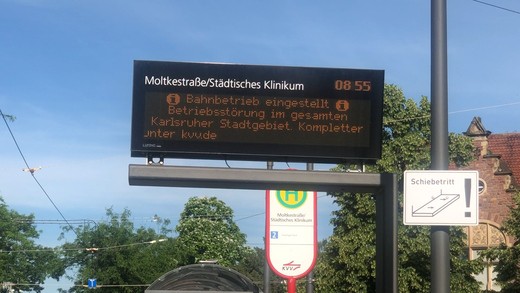 Moltkestraße/Städtisches Klinikum 08:55
Bahnbetrieb eingestellt
Betriebsstörung im gesamten
Karlsruher Stadtgebiet. Kompletter
unter kvv.de
H
Moltkestraße/
Städtisches Klinikum
2
KVV
Schiebetritt
!